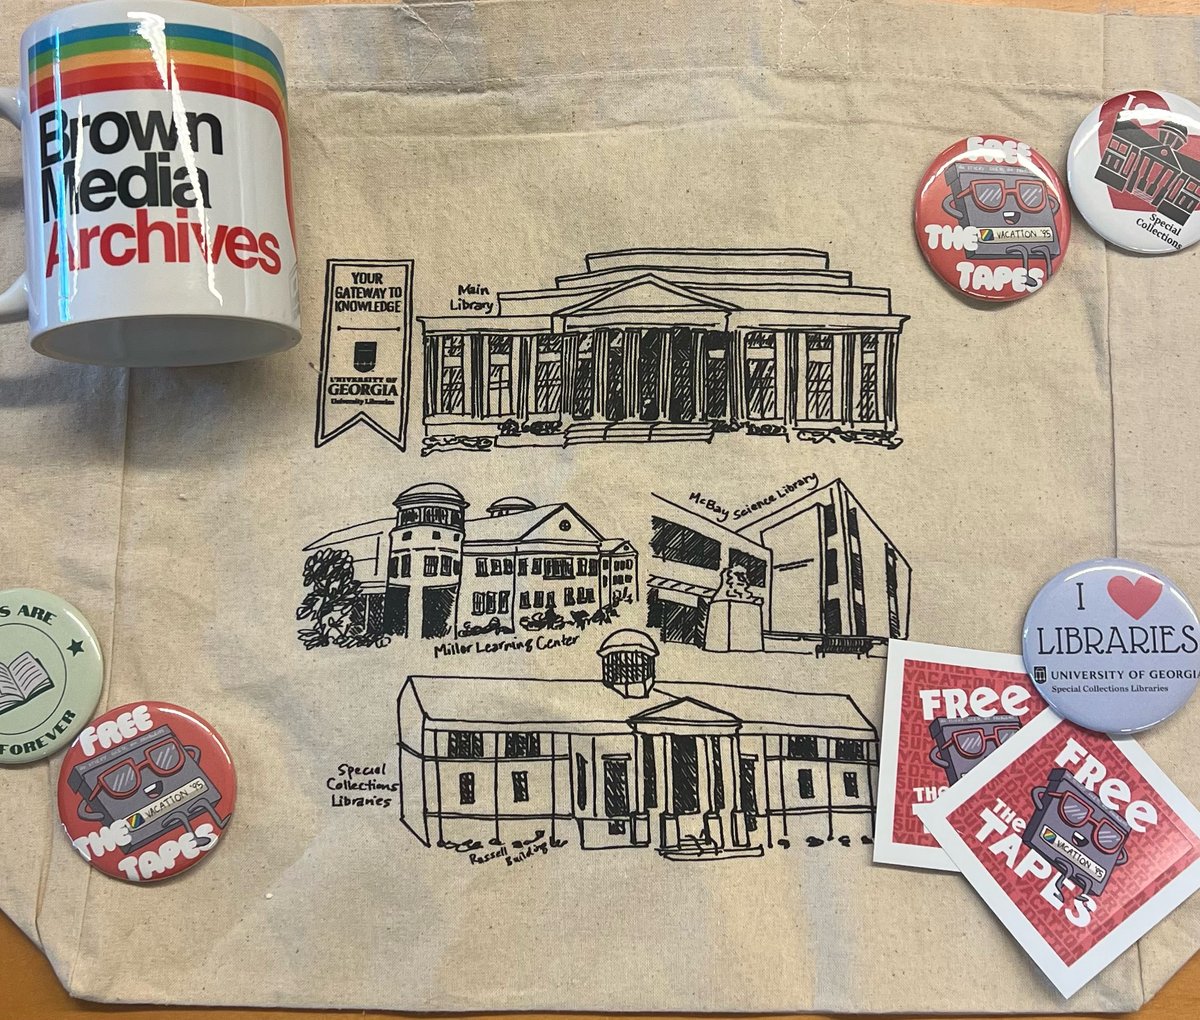 Brown
Media
Archives
YOUR
GATEWAY TO
KNOWLEDGE
UNIVERSITY OF
GEORGIA
University Libraries
Main
Library
FREE
THE
VACATION '95
TAPES
I
Special
Collections
McBay Science Library
Miller Learning Center
I
LIBRARIES
UNIVERSITY OF GEORGIA
Special Collections Libraries
ARE
FOREVER
FREE
THE
VACATION '95
TAPES
Special
Collections
Libraries
Russell
Building
FREE
THE
FREE
THE
TAPES
VACATION '95